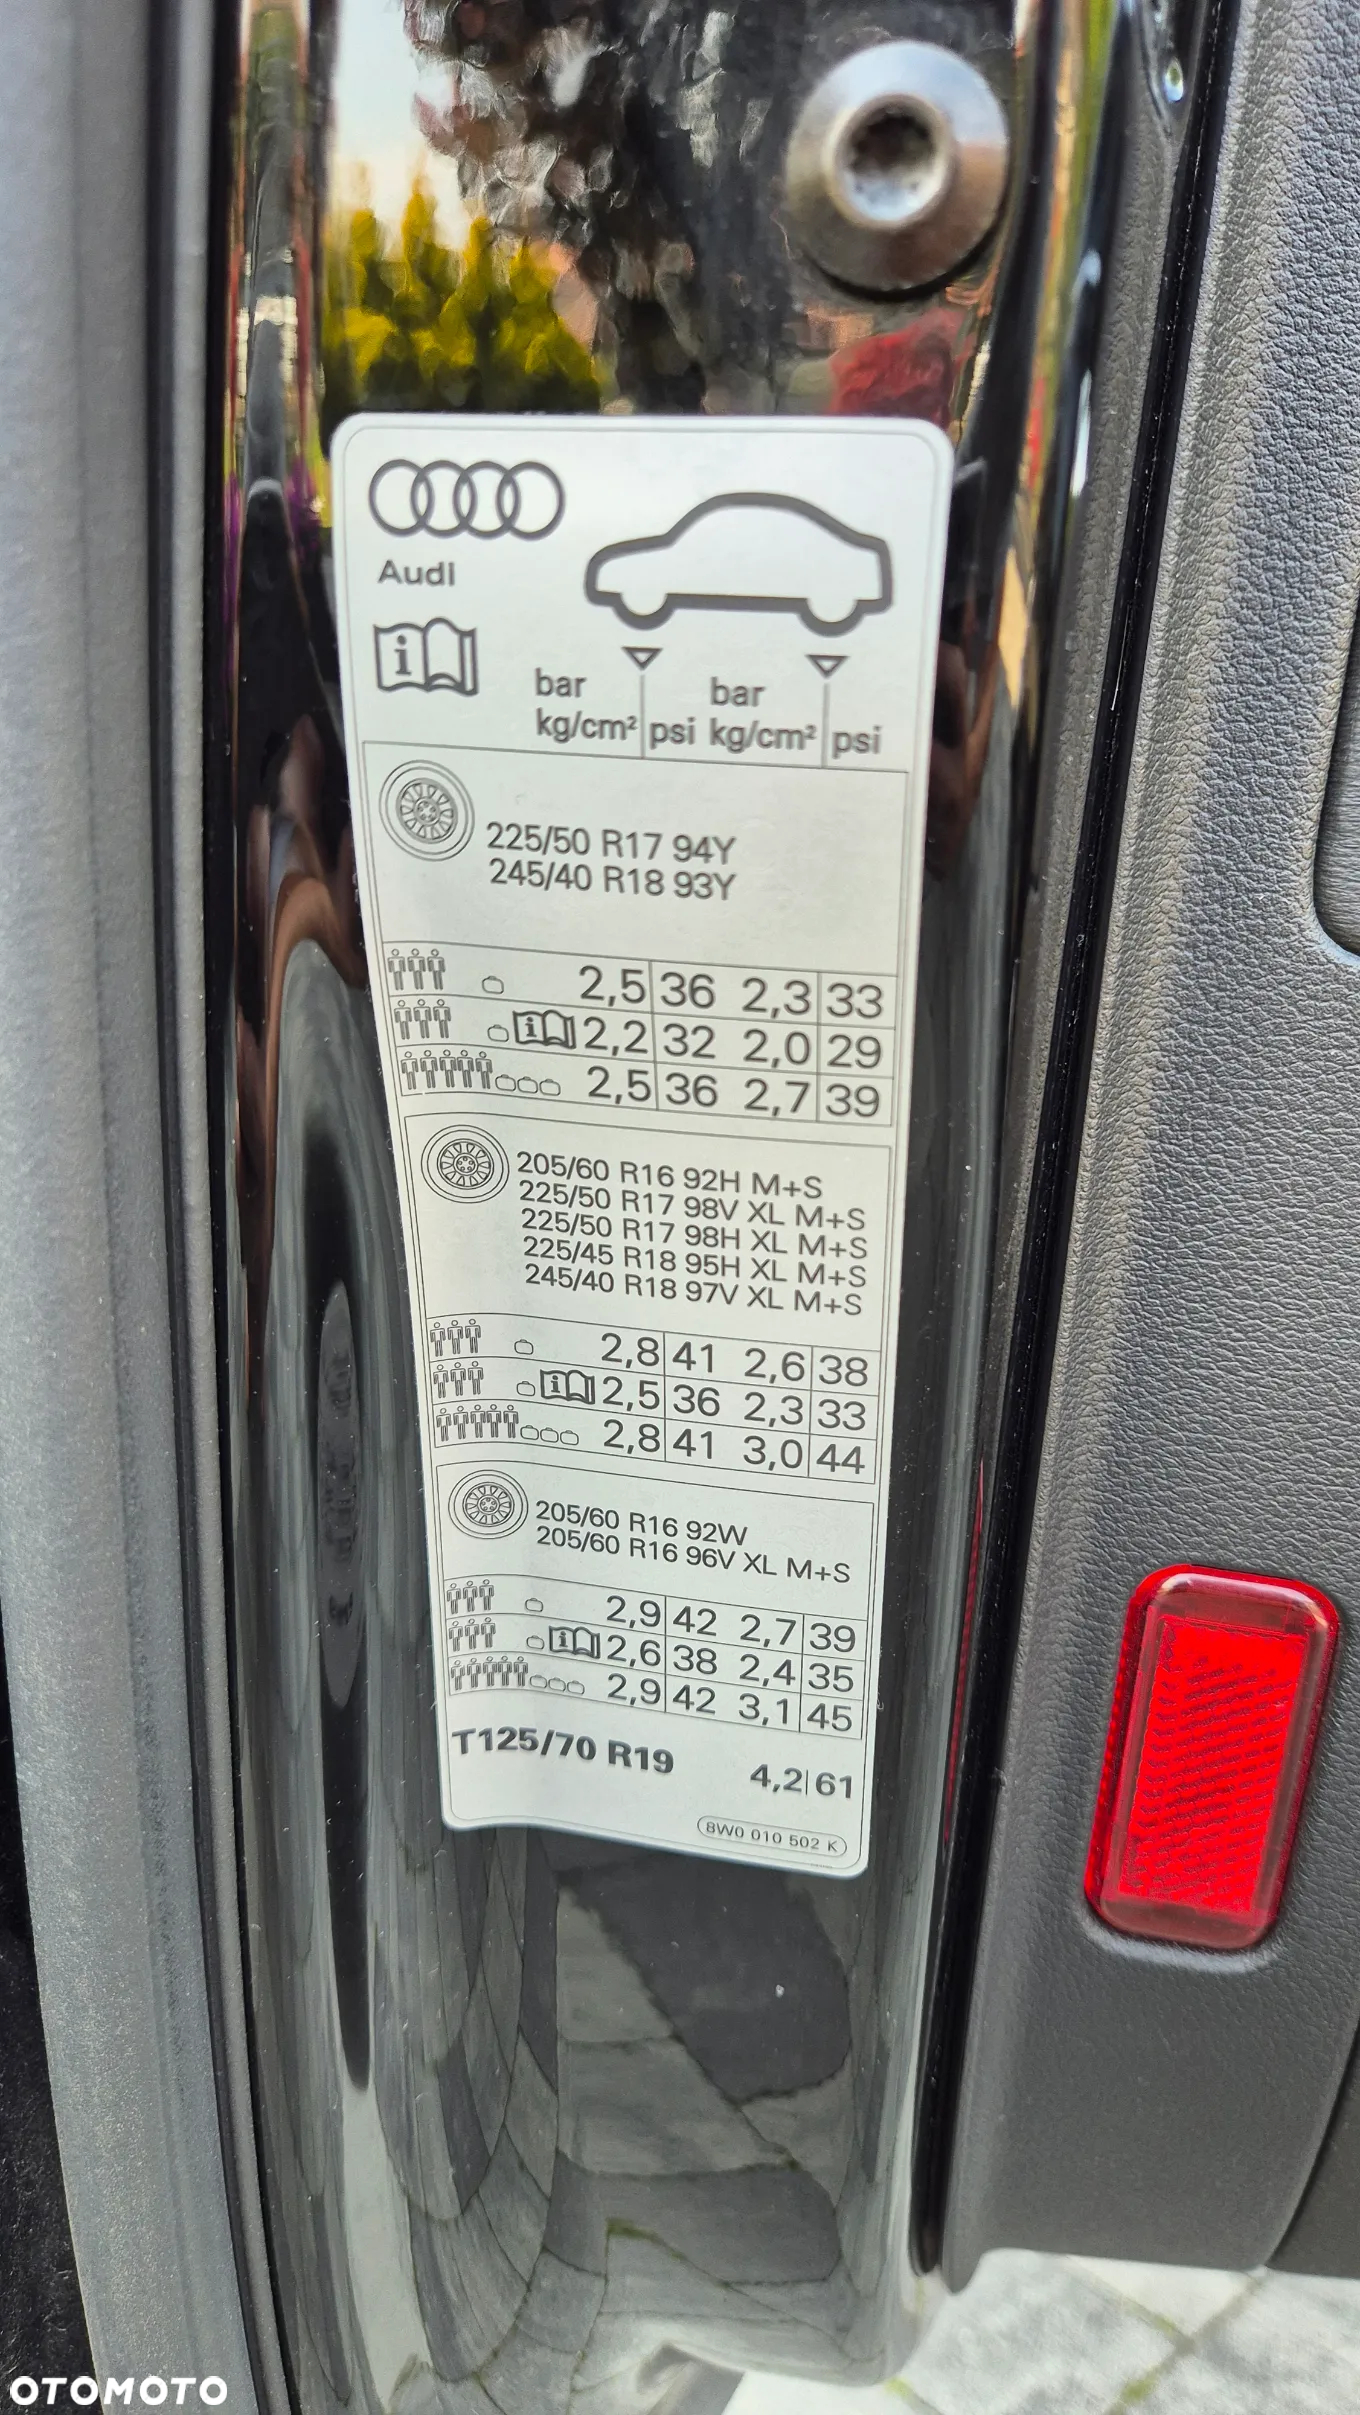 Audi
i
bar bar
kg/cm² psi kg/cm² psi
225/50 R17 94Y
245/40 R18 93Y
2,5 36 2,3 33
i 2,2 32 2,0 29
2,5 36 2,7 39
205/60 R16 92H M+S
225/50 R17 98V XL M+S
225/50 R17 98H XL M+S
225/45 R18 95H XL M+S
245/40 R18 97V XL M+S
2,8 41 2,6 38
i 2,5 36 2,3 33
2,8 41 3,0 44
205/60 R16 92W
205/60 R16 96V XL M+S
2,9 42 2,7 39
i 2,6 38 2,4 35
2,9 42 3,1 45
T125/70 R19 4,2 61
8W0 010 502 K
OTOMOTO